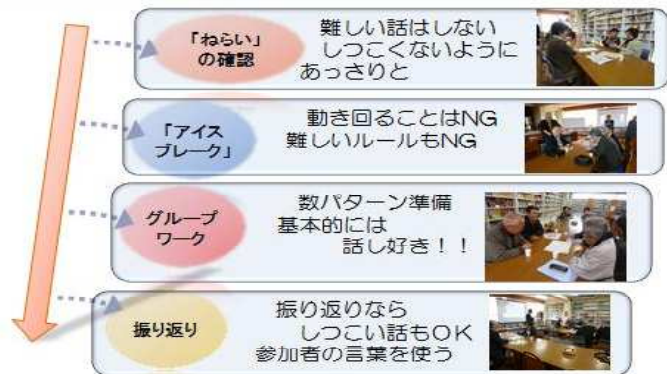 「ねらい」
の確認
難しい話はしない
しつこくないように
あっさりと
「アイス
ブレーク」
動き回ることはNG
難しいルールもNG
グループ
ワーク
数パターン準備
基本的には
話し好き！！
振り返り
振り返りなら
しつこい話もOK
参加者の言葉を使う